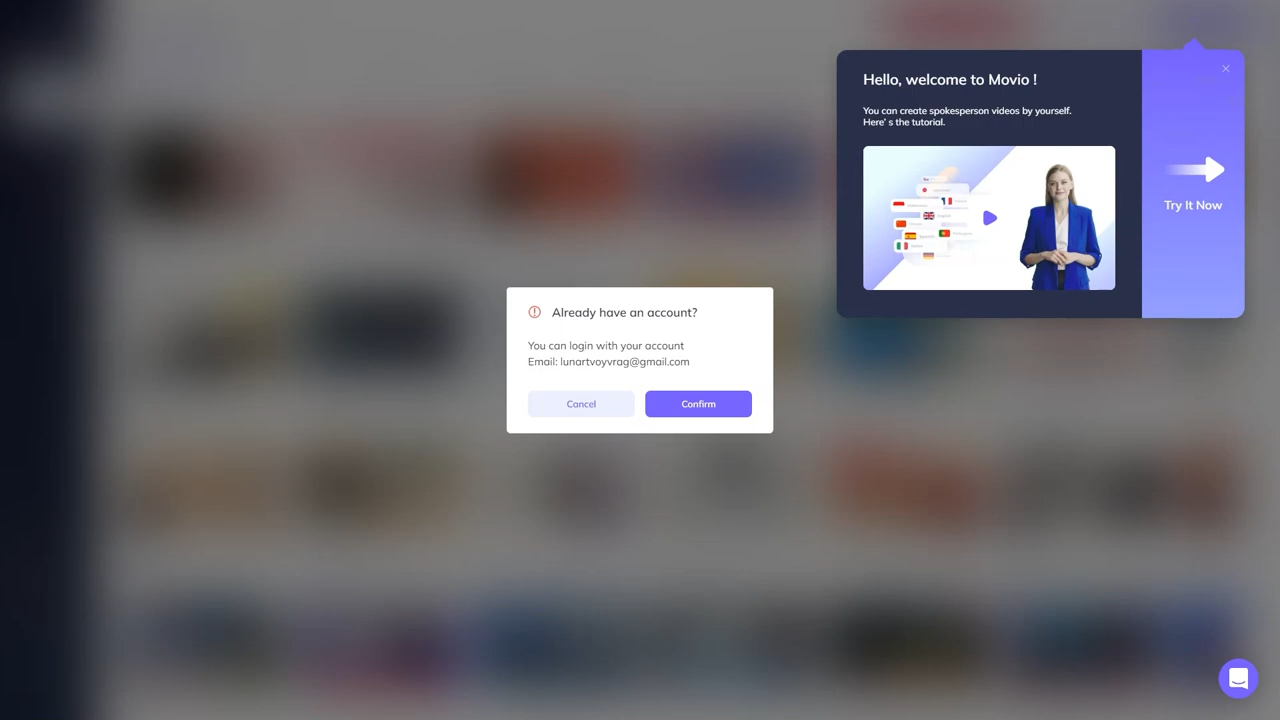 Hello, welcome to Movio !
You can create spokesperson videos by yourself.
Here' s the tutorial.
Try It Now
Already have an account?
You can login with your account
Email: lunartvoyvrag@gmail.com
Cancel
Confirm